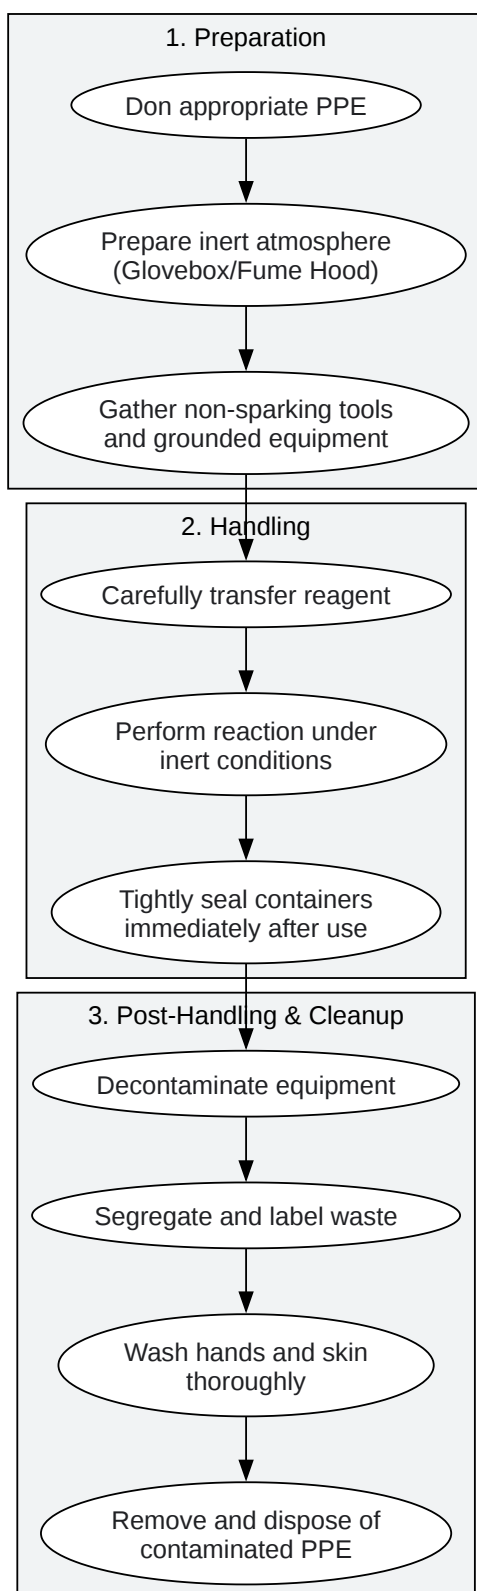 1. Preparation
Don appropriate PPE
Prepare inert atmosphere
(Glovebox/Fume Hood)
Gather non-sparking tools
and grounded equipment
2. Handling
Carefully transfer reagent
Perform reaction under
inert conditions
Tightly seal containers
immediately after use
3. Post-Handling & Cleanup
Decontaminate equipment
Segregate and label waste
Wash hands and skin
thoroughly
Remove and dispose of
contaminated PPE